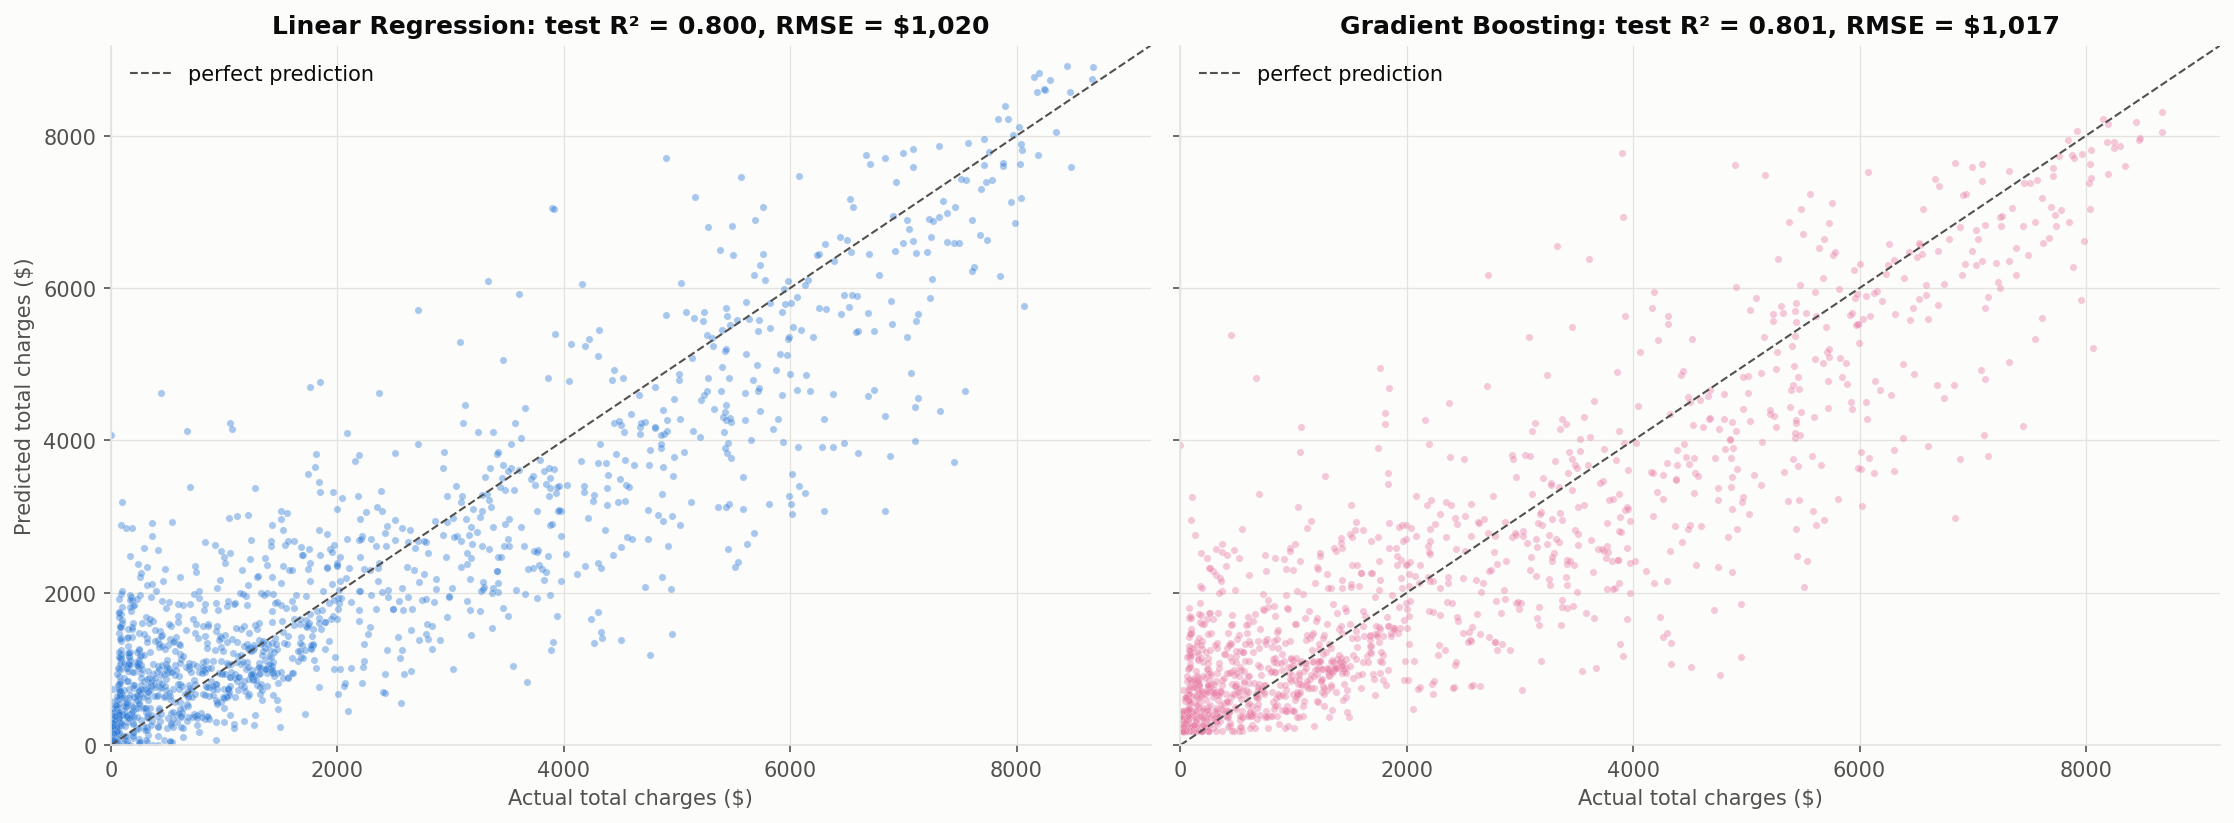 Linear Regression: test R² = 0.800, RMSE = $1,020
perfect prediction
Predicted total charges ($)
8000
6000
4000
2000
0
0 2000 4000 6000 8000
Actual total charges ($)
Gradient Boosting: test R² = 0.801, RMSE = $1,017
perfect prediction
0 2000 4000 6000 8000
Actual total charges ($)